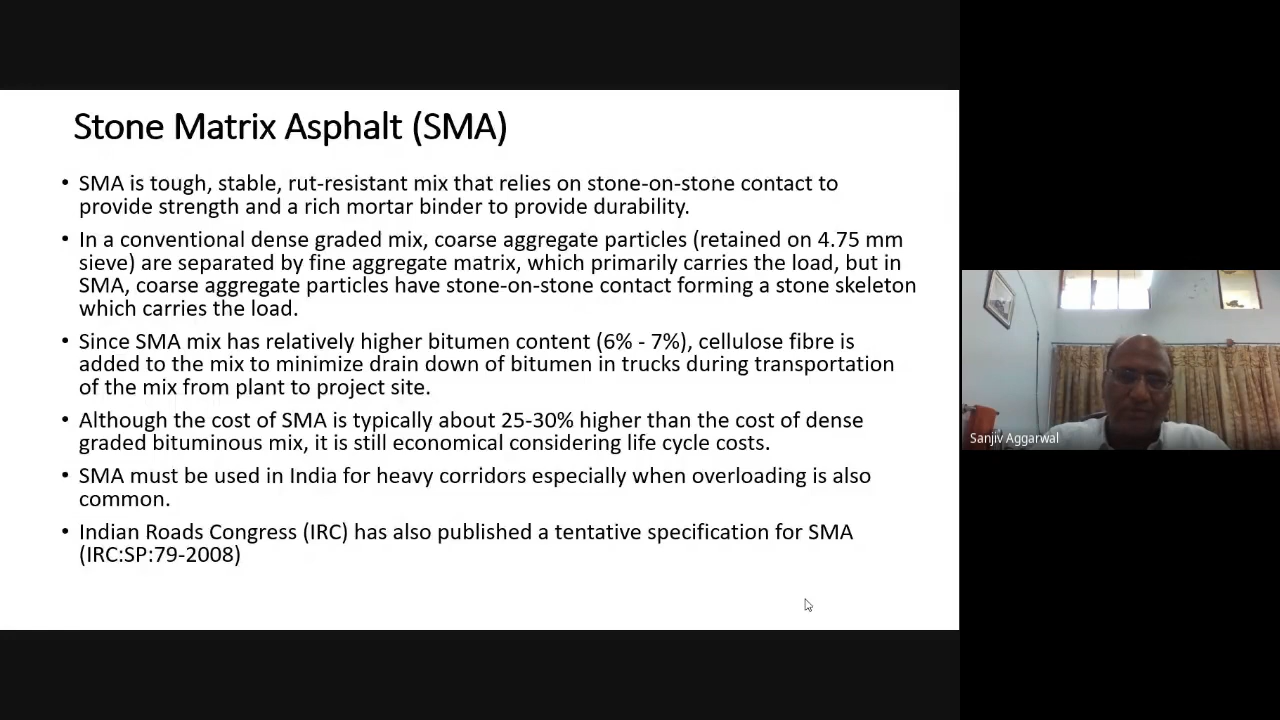 Stone Matrix Asphalt (SMA)
• SMA is tough, stable, rut-resistant mix that relies on stone-on-stone contact to
provide strength and a rich mortar binder to provide durability.
• In a conventional dense graded mix, coarse aggregate particles (retained on 4.75 mm
sieve) are separated by fine aggregate matrix, which primarily carries the load, but in
SMA, coarse aggregate particles have stone-on-stone contact forming a stone skeleton
which carries the load.
• Since SMA mix has relatively higher bitumen content (6% - 7%), cellulose fibre is
added to the mix to minimize drain down of bitumen in trucks during transportation
of the mix from plant to project site.
• Although the cost of SMA is typically about 25-30% higher than the cost of dense
graded bituminous mix, it is still economical considering life cycle costs.
• SMA must be used in India for heavy corridors especially when overloading is also
common.
• Indian Roads Congress (IRC) has also published a tentative specification for SMA
(IRC:SP:79-2008)
Sanjiv Aggarwal